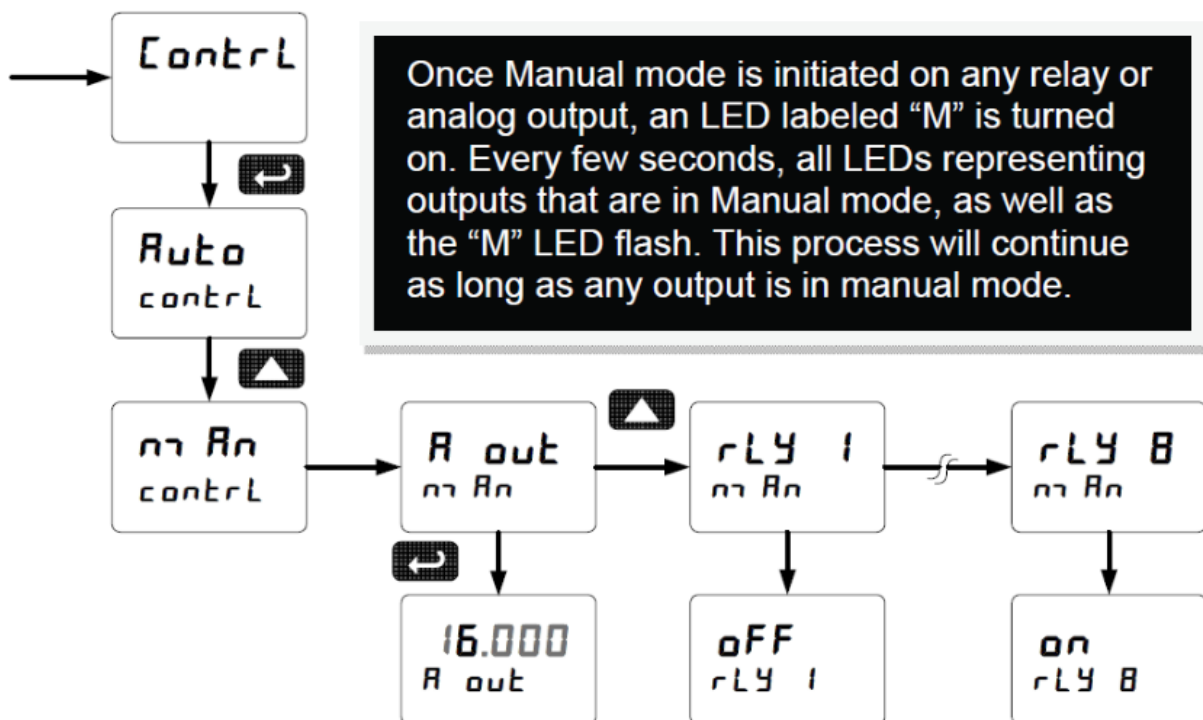 ContrL
Once Manual mode is initiated on any relay or
analog output, an LED labeled “M” is turned
on. Every few seconds, all LEDs representing
outputs that are in Manual mode, as well as
the “M” LED flash. This process will continue
as long as any output is in manual mode.
Auto
contrL
mAn
contrL
A out
mAn
rLY 1
mAn
rLY 8
mAn
16.000
A out
oFF
rLY 1
on
rLY 8